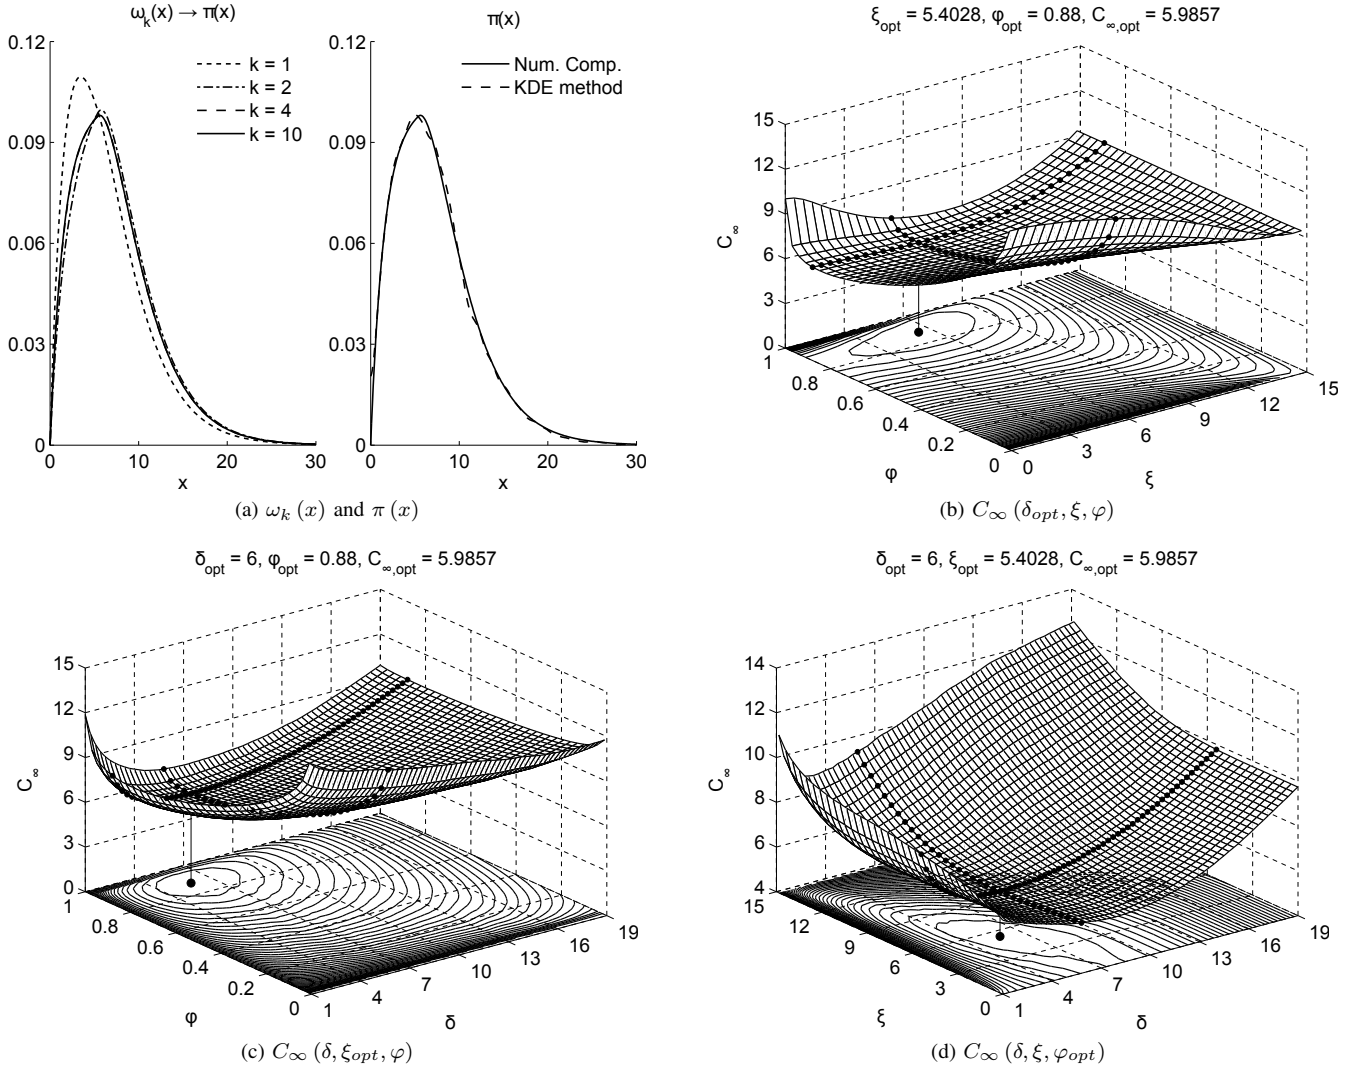 ω_k(x) → π(x)
0.12
0.09
0.06
0.03
0
k = 1
k = 2
k = 4
k = 10
0 10 20 30
x
π(x)
0.12
0.09
0.06
0.03
0
Num. Comp.
KDE method
0 10 20 30
x
(a) ω_k (x) and π (x)
ξ_opt = 5.4028, φ_opt = 0.88, C_∞,opt = 5.9857
15
12
9
6
3
0
C_∞
1 0.8 0.6 0.4 0.2 0
φ
0 3 6 9 12 15
ξ
(b) C_∞ (δ_opt, ξ, φ)
δ_opt = 6, φ_opt = 0.88, C_∞,opt = 5.9857
15
12
9
6
3
0
C_∞
1 0.8 0.6 0.4 0.2 0
φ
1 4 7 10 13 16 19
δ
(c) C_∞ (δ, ξ_opt, φ)
δ_opt = 6, ξ_opt = 5.4028, C_∞,opt = 5.9857
14
12
10
8
6
4
C_∞
15 12 9 6 3 0
ξ
1 4 7 10 13 16 19
δ
(d) C_∞ (δ, ξ, φ_opt)